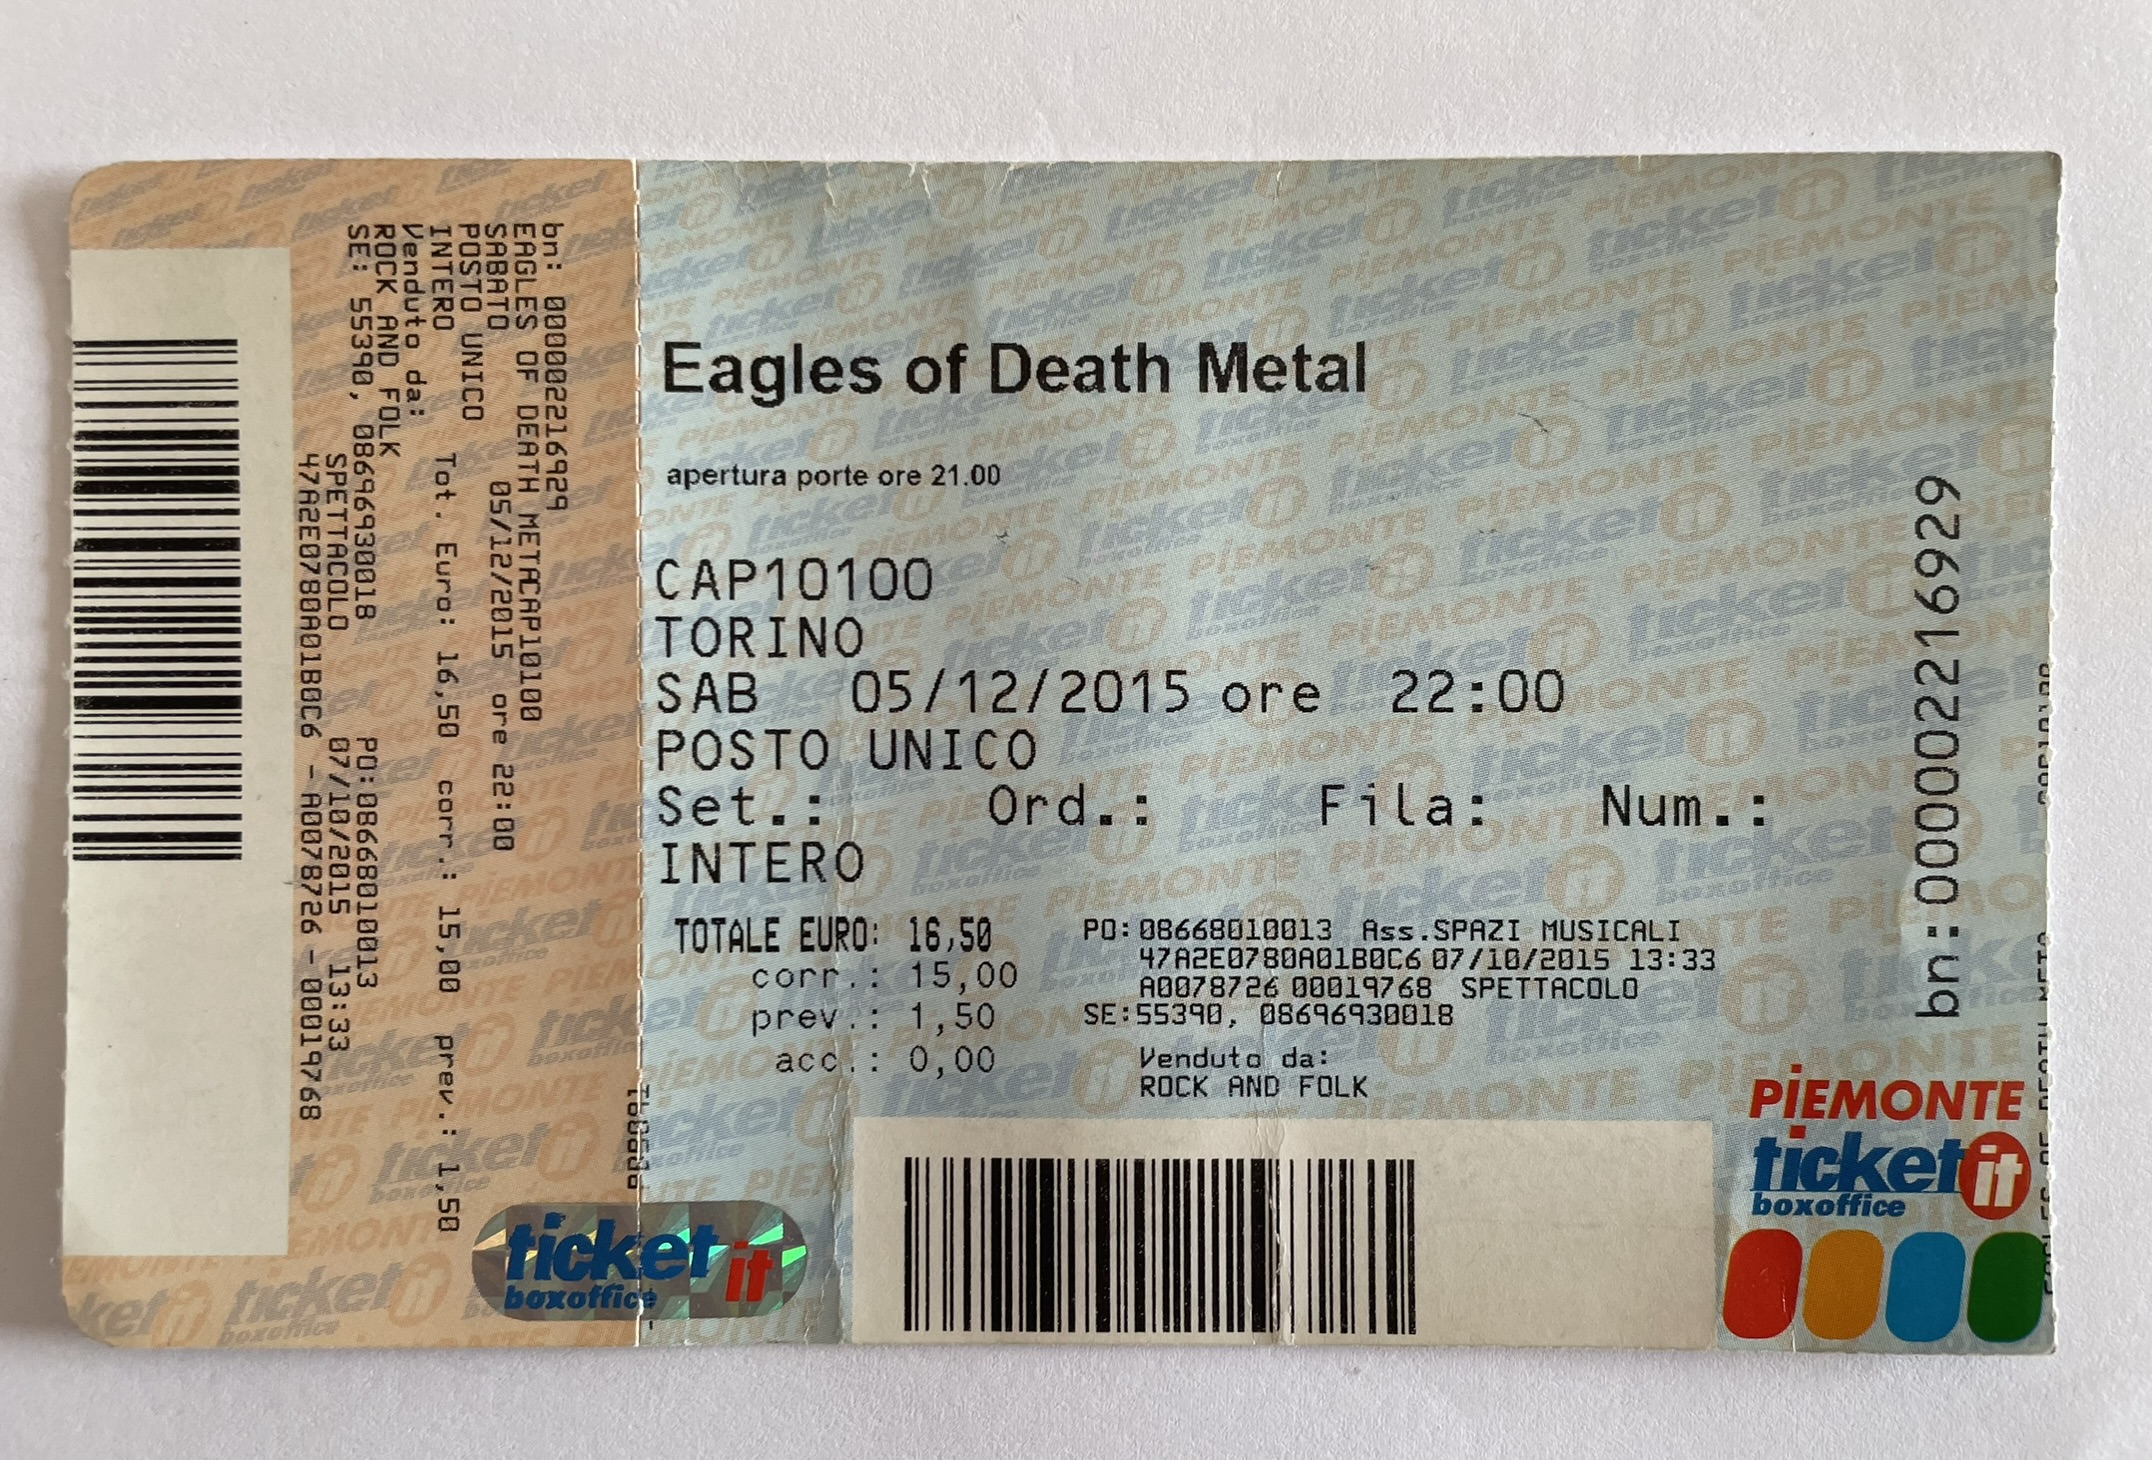 bn: 000002216929
EAGLES OF DEATH METACAP10100
SABATO 05/12/2015 ore 22:00
POSTO UNICO
INTERO Tot. Euro: 16,50 corr.: 15,00 prev.: 1,50
Venduto da:
ROCK AND FOLK
SE: 55390, 08696930018 PO:08668010013
SPETTACOLO 07/10/2015 13:33
47A2E0780A01B0C6 - A0078726 - 00019768
Eagles of Death Metal
apertura porte ore 21.00
CAP10100
TORINO
SAB 05/12/2015 ore 22:00
POSTO UNICO
Set.: Ord.: Fila: Num.:
INTERO
TOTALE EURO: 16,50
corr.: 15,00
prev.: 1,50
acc.: 0,00
PO:08668010013 Ass.SPAZI MUSICALI
47A2E0780A01B0C6 07/10/2015 13:33
A0078726 00019768 SPETTACOLO
SE:55390, 08696930018
Venduto da:
ROCK AND FOLK
bn:000002216929
ticket it
boxoffice
PiEMONTE
ticket it
boxoffice